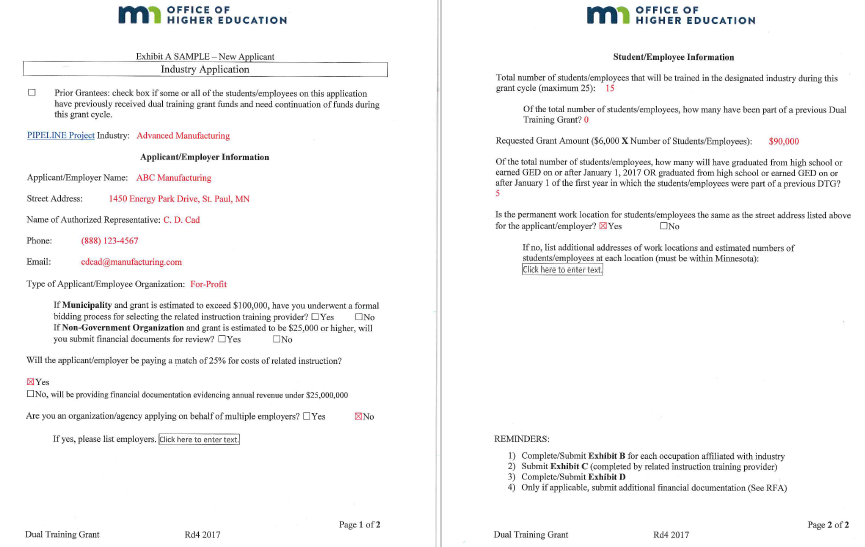 OFFICE OF
HIGHER EDUCATION
Exhibit A SAMPLE – New Applicant
Industry Application
☐ Prior Grantees: check box if some or all of the students/employees on this application
have previously received dual training grant funds and need continuation of funds during
this grant cycle.
PIPELINE Project Industry: Advanced Manufacturing
Applicant/Employer Information
Applicant/Employer Name: ABC Manufacturing
Street Address: 1450 Energy Park Drive, St. Paul, MN
Name of Authorized Representative: C. D. Cad
Phone: (888) 123-4567
Email: cdcad@manufacturing.com
Type of Applicant/Employee Organization: For-Profit
If Municipality and grant is estimated to exceed $100,000, have you underwent a formal
bidding process for selecting the related instruction training provider? ☐Yes ☐No
If Non-Government Organization and grant is estimated to be $25,000 or higher, will
you submit financial documents for review? ☐Yes ☐No
Will the applicant/employer be paying a match of 25% for costs of related instruction?
☒Yes
☐No, will be providing financial documentation evidencing annual revenue under $25,000,000
Are you an organization/agency applying on behalf of multiple employers? ☐Yes ☒No
If yes, please list employers. Click here to enter text.
Page 1 of 2
Dual Training Grant Rd4 2017
OFFICE OF
HIGHER EDUCATION
Student/Employee Information
Total number of students/employees that will be trained in the designated industry during this
grant cycle (maximum 25): 15
Of the total number of students/employees, how many have been part of a previous Dual
Training Grant? 0
Requested Grant Amount ($6,000 X Number of Students/Employees): $90,000
Of the total number of students/employees, how many will have graduated from high school or
earned GED on or after January 1, 2017 OR graduated from high school or earned GED on or
after January 1 of the first year in which the students/employees were part of a previous DTG?
5
Is the permanent work location for students/employees the same as the street address listed above
for the applicant/employer? ☒Yes ☐No
If no, list additional addresses of work locations and estimated numbers of
students/employees at each location (must be within Minnesota):
Click here to enter text.
REMINDERS:
1) Complete/Submit Exhibit B for each occupation affiliated with industry
2) Submit Exhibit C (completed by related instruction training provider)
3) Complete/Submit Exhibit D
4) Only if applicable, submit additional financial documentation (See RFA)
Page 2 of 2
Dual Training Grant Rd4 2017